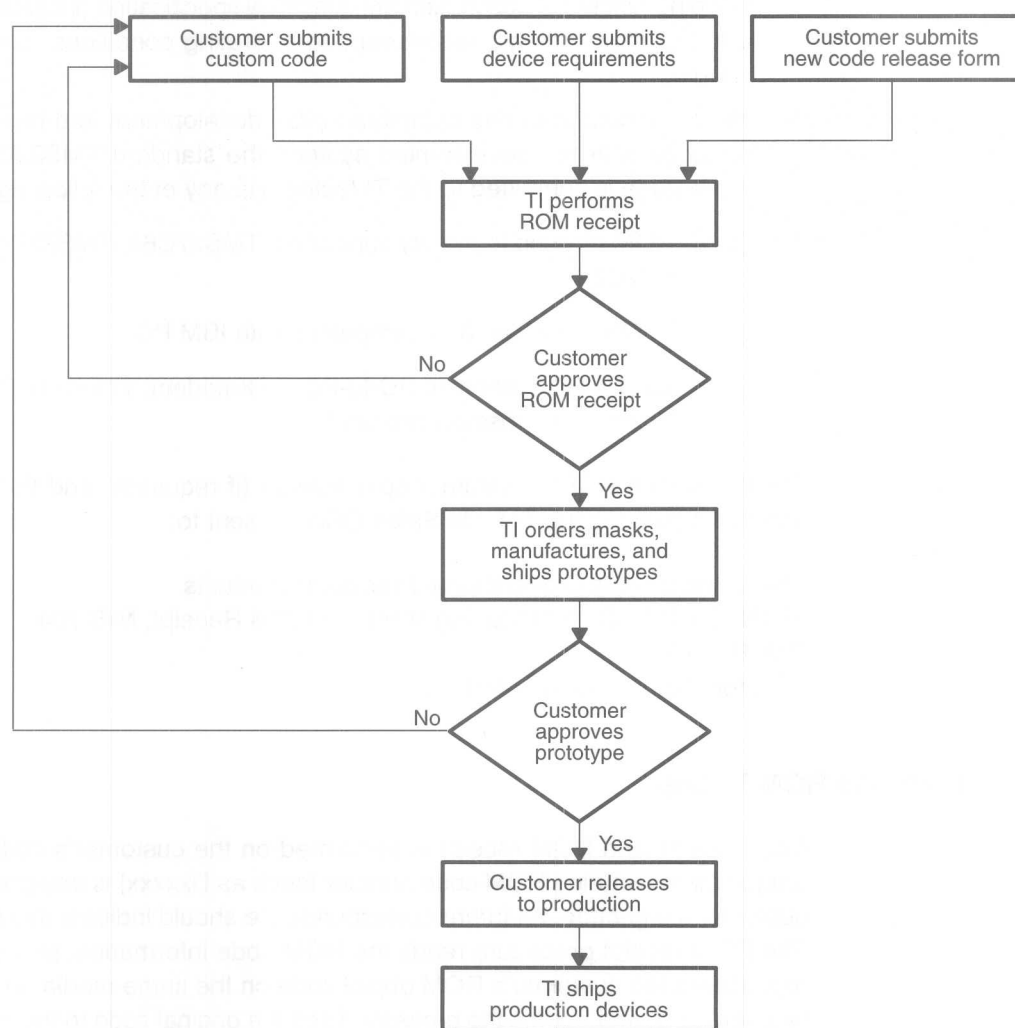 Customer submits
custom code
Customer submits
device requirements
Customer submits
new code release form
TI performs
ROM receipt
No
Customer
approves
ROM receipt
Yes
TI orders masks,
manufactures, and
ships prototypes
No
Customer
approves
prototype
Yes
Customer releases
to production
TI ships
production devices